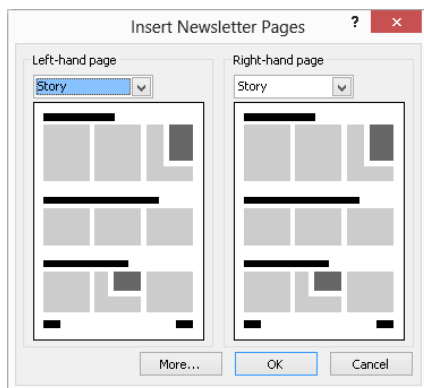 Insert Newsletter Pages ?
Left-hand page Right-hand page
Story Story
More... OK Cancel